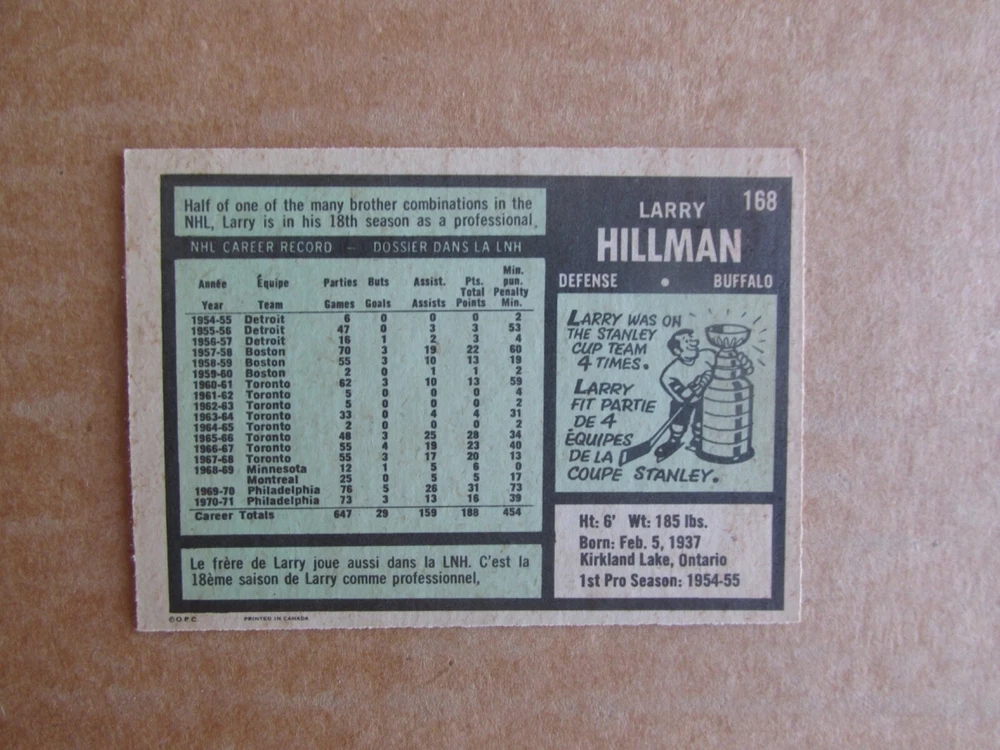 Half of one of the many brother combinations in the
NHL, Larry is in his 18th season as a professional.
NHL CAREER RECORD — DOSSIER DANS LA LNH
Année Équipe Parties Buts Assist. Pts. Total Min. pun.
Year Team Games Goals Assists Points Penalty Min.
1954-55 Detroit 6 0 0 0 2
1955-56 Detroit 47 0 3 3 53
1956-57 Detroit 16 1 2 3 4
1957-58 Boston 70 3 19 22 60
1958-59 Boston 55 3 10 13 19
1959-60 Boston 2 0 1 1 2
1960-61 Toronto 62 3 10 13 59
1961-62 Toronto 5 0 0 0 4
1962-63 Toronto 5 0 0 0 2
1963-64 Toronto 33 0 4 4 31
1964-65 Toronto 2 0 0 0 2
1965-66 Toronto 48 3 25 28 34
1966-67 Toronto 55 4 19 23 40
1967-68 Toronto 55 3 17 20 13
1968-69 Minnesota 12 1 5 6 0
Montreal 25 0 5 5 17
1969-70 Philadelphia 76 5 26 31 73
1970-71 Philadelphia 73 3 13 16 39
Career Totals 647 29 159 188 454
Le frère de Larry joue aussi dans la LNH. C'est la
18ème saison de Larry comme professionnel,
©O.P.C. PRINTED IN CANADA
168
LARRY
HILLMAN
DEFENSE • BUFFALO
LARRY WAS ON
THE STANLEY
CUP TEAM
4 TIMES.
LARRY
FIT PARTIE
DE 4
ÉQUIPES
DE LA
COUPE STANLEY.
Ht: 6' Wt: 185 lbs.
Born: Feb. 5, 1937
Kirkland Lake, Ontario
1st Pro Season: 1954-55